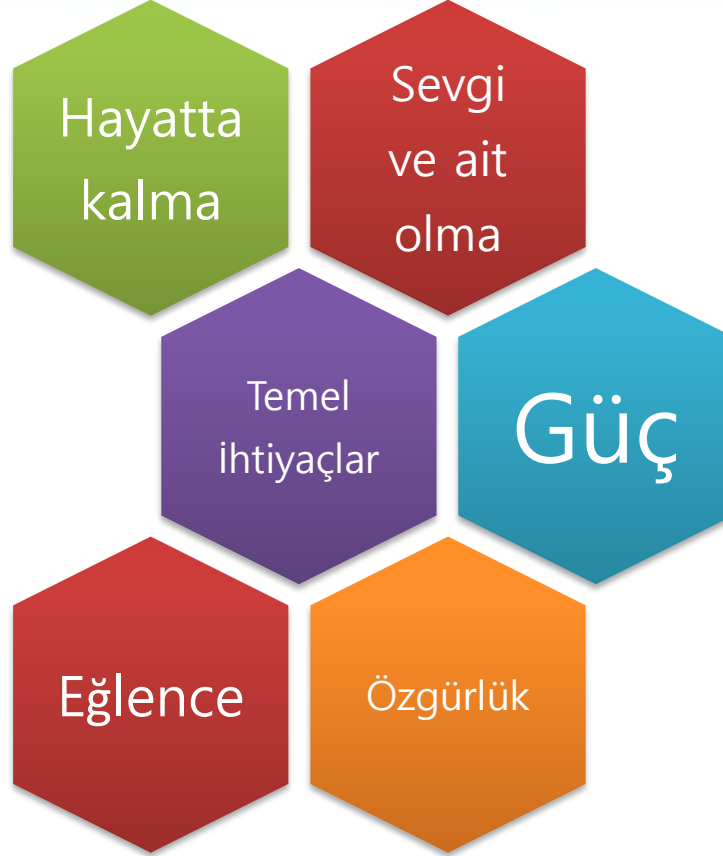 Hayatta
kalma
Sevgi
ve ait
olma
Temel
İhtiyaçlar
Güç
Eğlence
Özgürlük